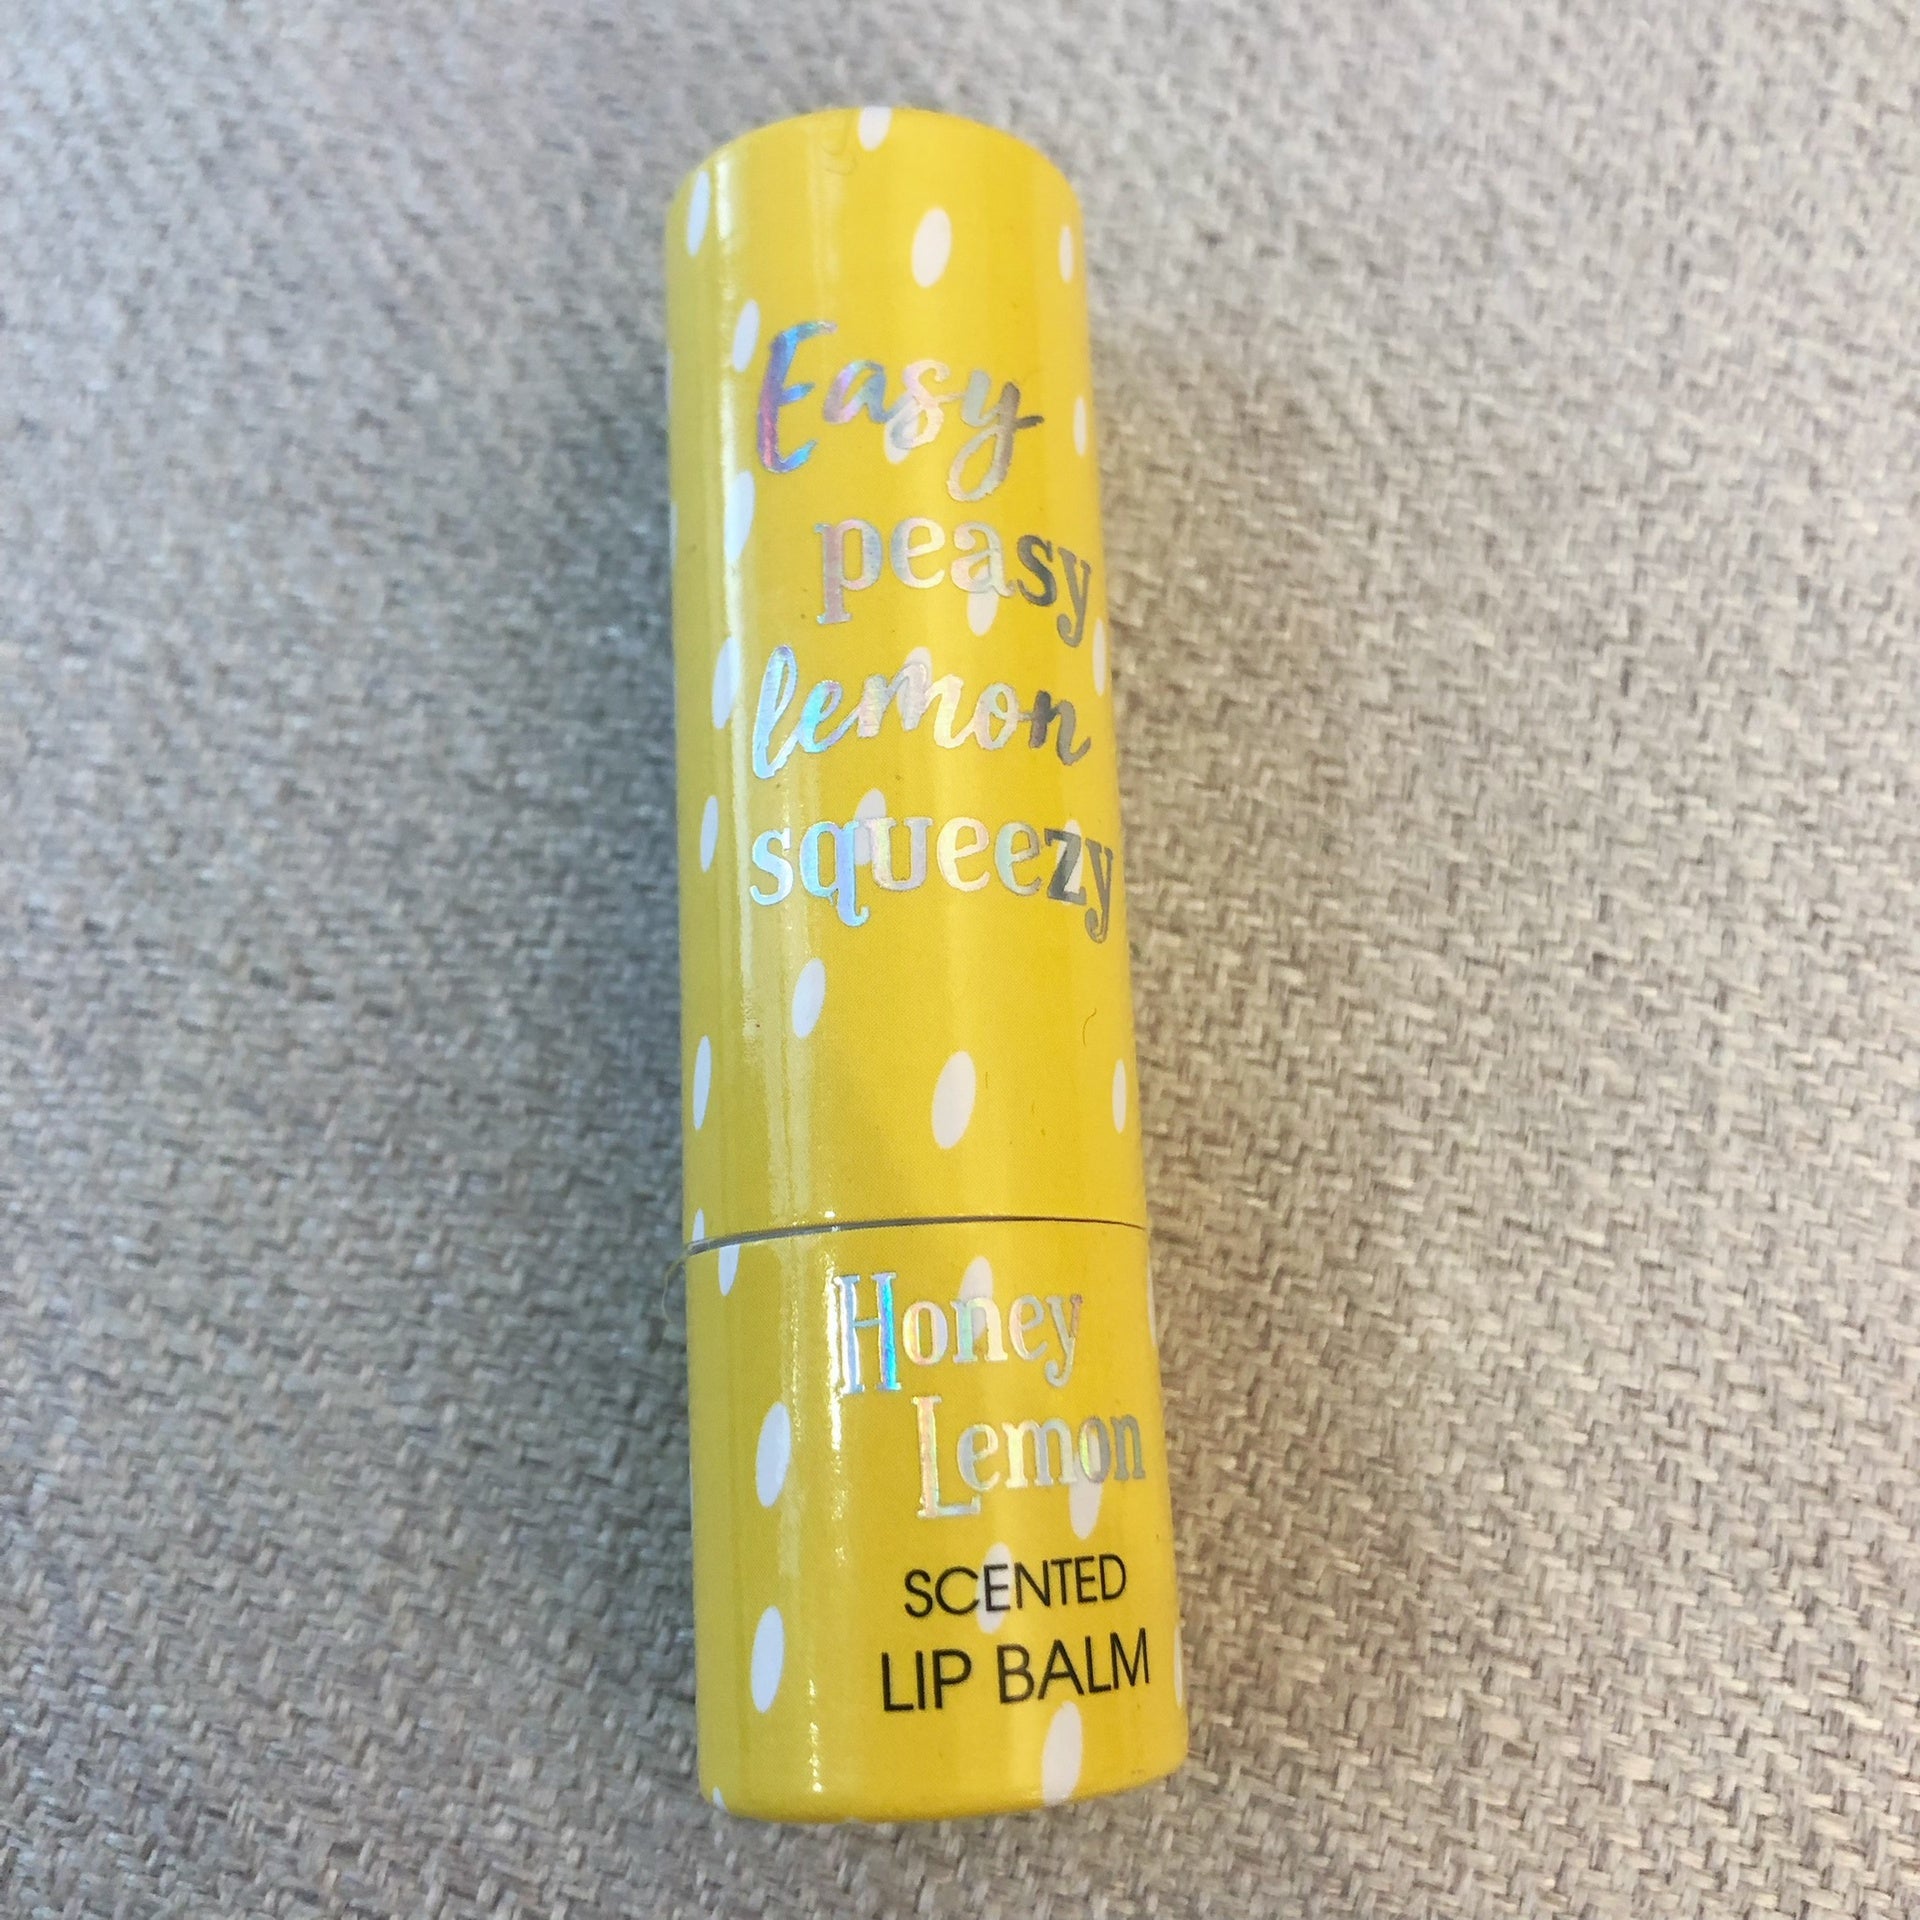 Easy
peasy
lemon
squeezy
Honey
Lemon
SCENTED
LIP BALM